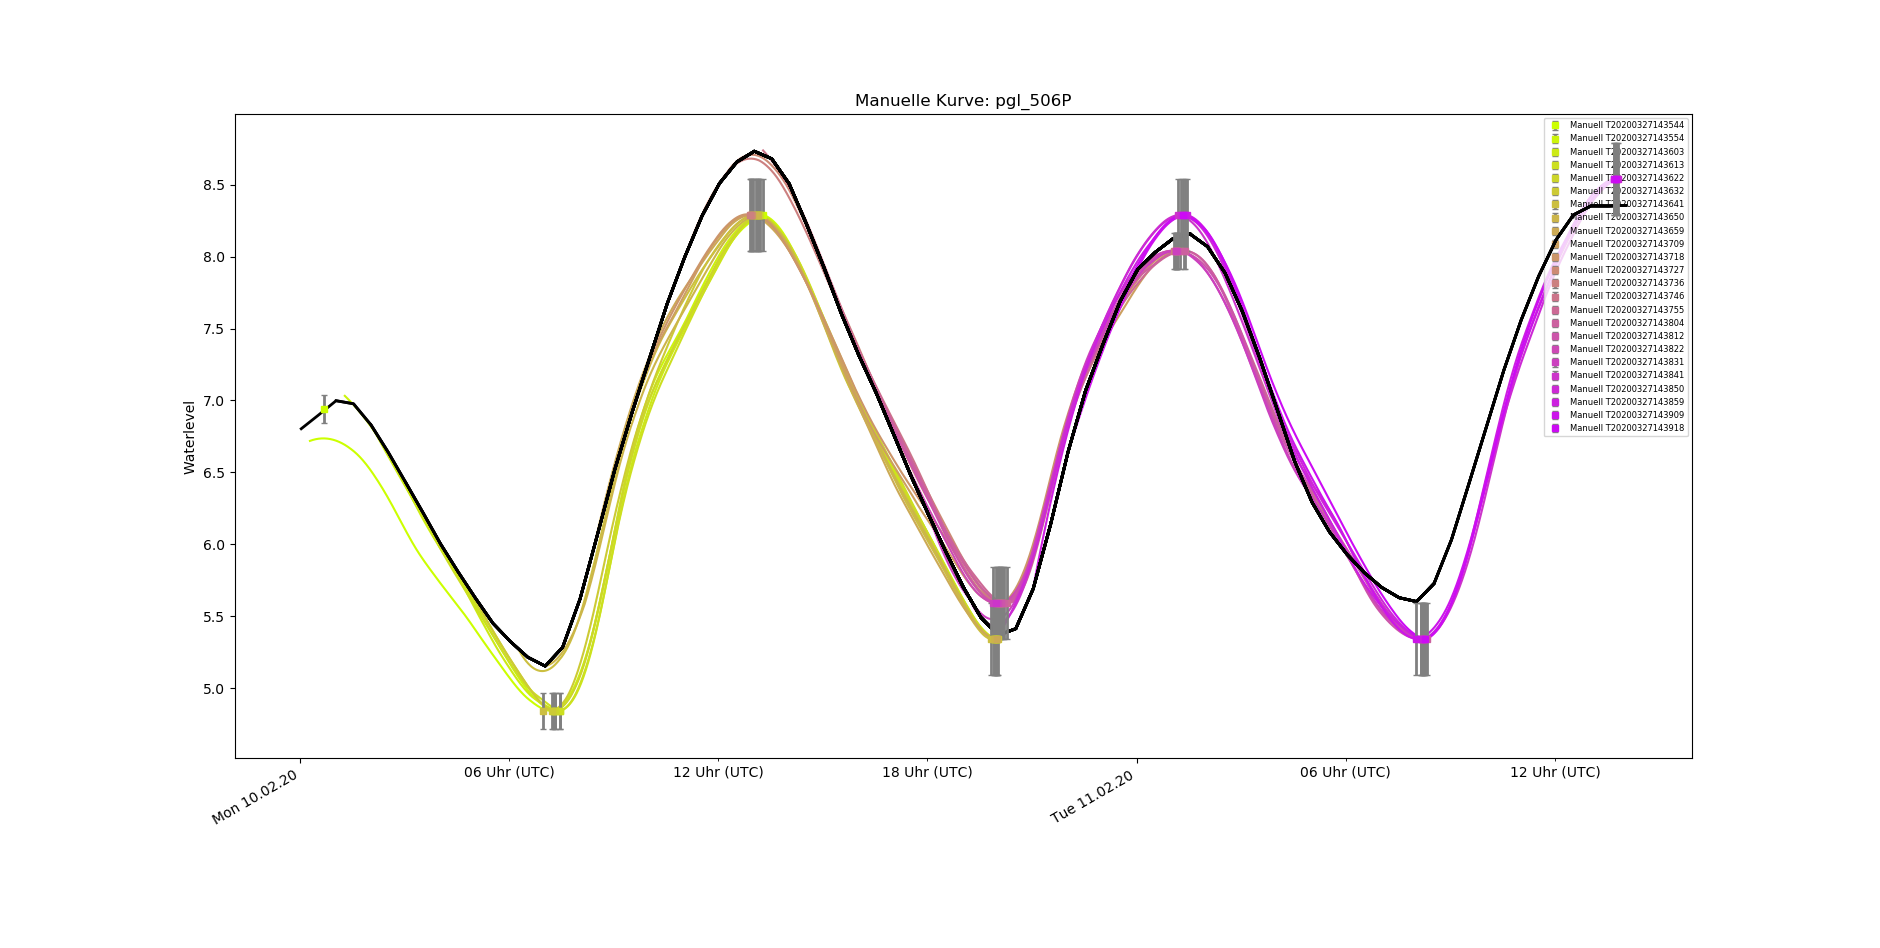 Manuelle Kurve: pgl_506P
Waterlevel
8.5
8.0
7.5
7.0
6.5
6.0
5.5
5.0
Mon 10.02.20
06 Uhr (UTC)
12 Uhr (UTC)
18 Uhr (UTC)
Tue 11.02.20
06 Uhr (UTC)
12 Uhr (UTC)
Manuell T20200327143544
Manuell T20200327143554
Manuell T20200327143603
Manuell T20200327143613
Manuell T20200327143622
Manuell T20200327143632
Manuell T20200327143641
Manuell T20200327143650
Manuell T20200327143659
Manuell T20200327143709
Manuell T20200327143718
Manuell T20200327143727
Manuell T20200327143736
Manuell T20200327143746
Manuell T20200327143755
Manuell T20200327143804
Manuell T20200327143812
Manuell T20200327143822
Manuell T20200327143831
Manuell T20200327143841
Manuell T20200327143850
Manuell T20200327143859
Manuell T20200327143909
Manuell T20200327143918